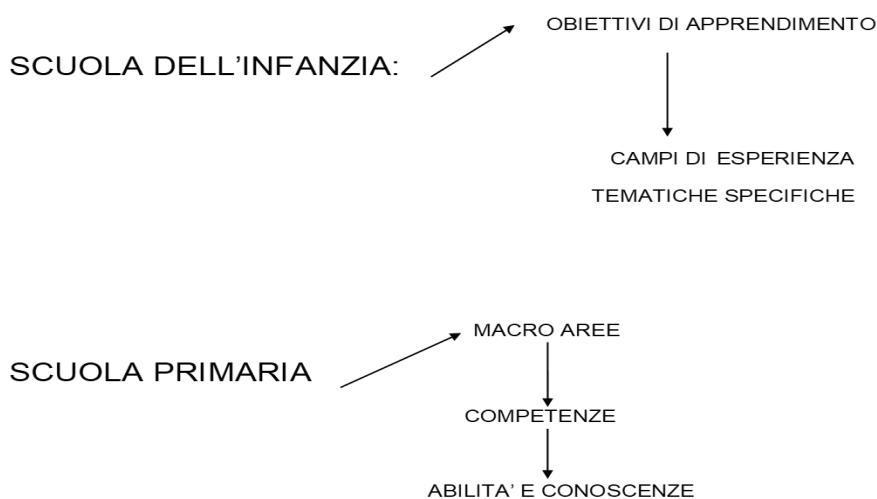 OBIETTIVI DI APPRENDIMENTO
SCUOLA DELL'INFANZIA:
CAMPI DI ESPERIENZA
TEMATICHE SPECIFICHE
MACRO AREE
SCUOLA PRIMARIA
COMPETENZE
ABILITA' E CONOSCENZE